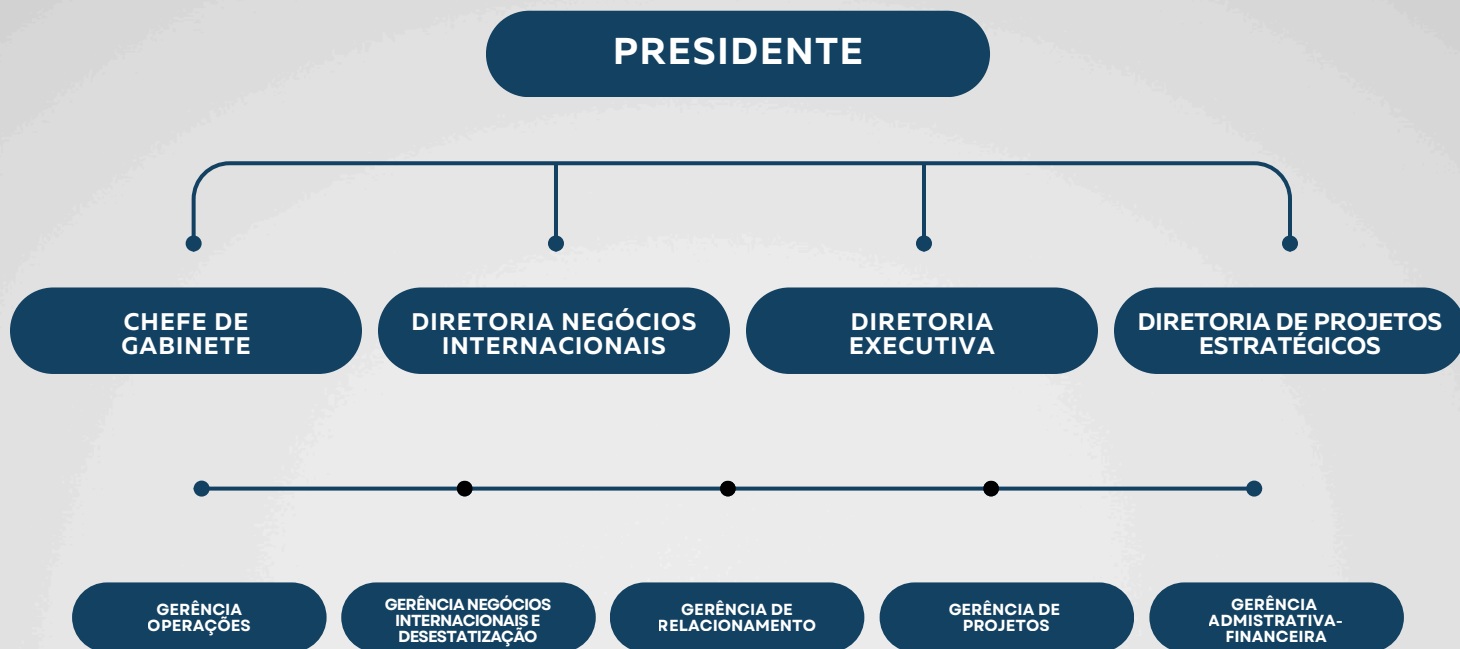 PRESIDENTE
CHEFE DE
GABINETE
DIRETORIA NEGÓCIOS
INTERNACIONAIS
DIRETORIA
EXECUTIVA
DIRETORIA DE PROJETOS
ESTRATÉGICOS
GERÊNCIA
OPERAÇÕES
GERÊNCIA NEGÓCIOS
INTERNACIONAIS E
DESESTATIZAÇÃO
GERÊNCIA DE
RELACIONAMENTO
GERÊNCIA DE
PROJETOS
GERÊNCIA
ADMISTRATIVA-
FINANCEIRA